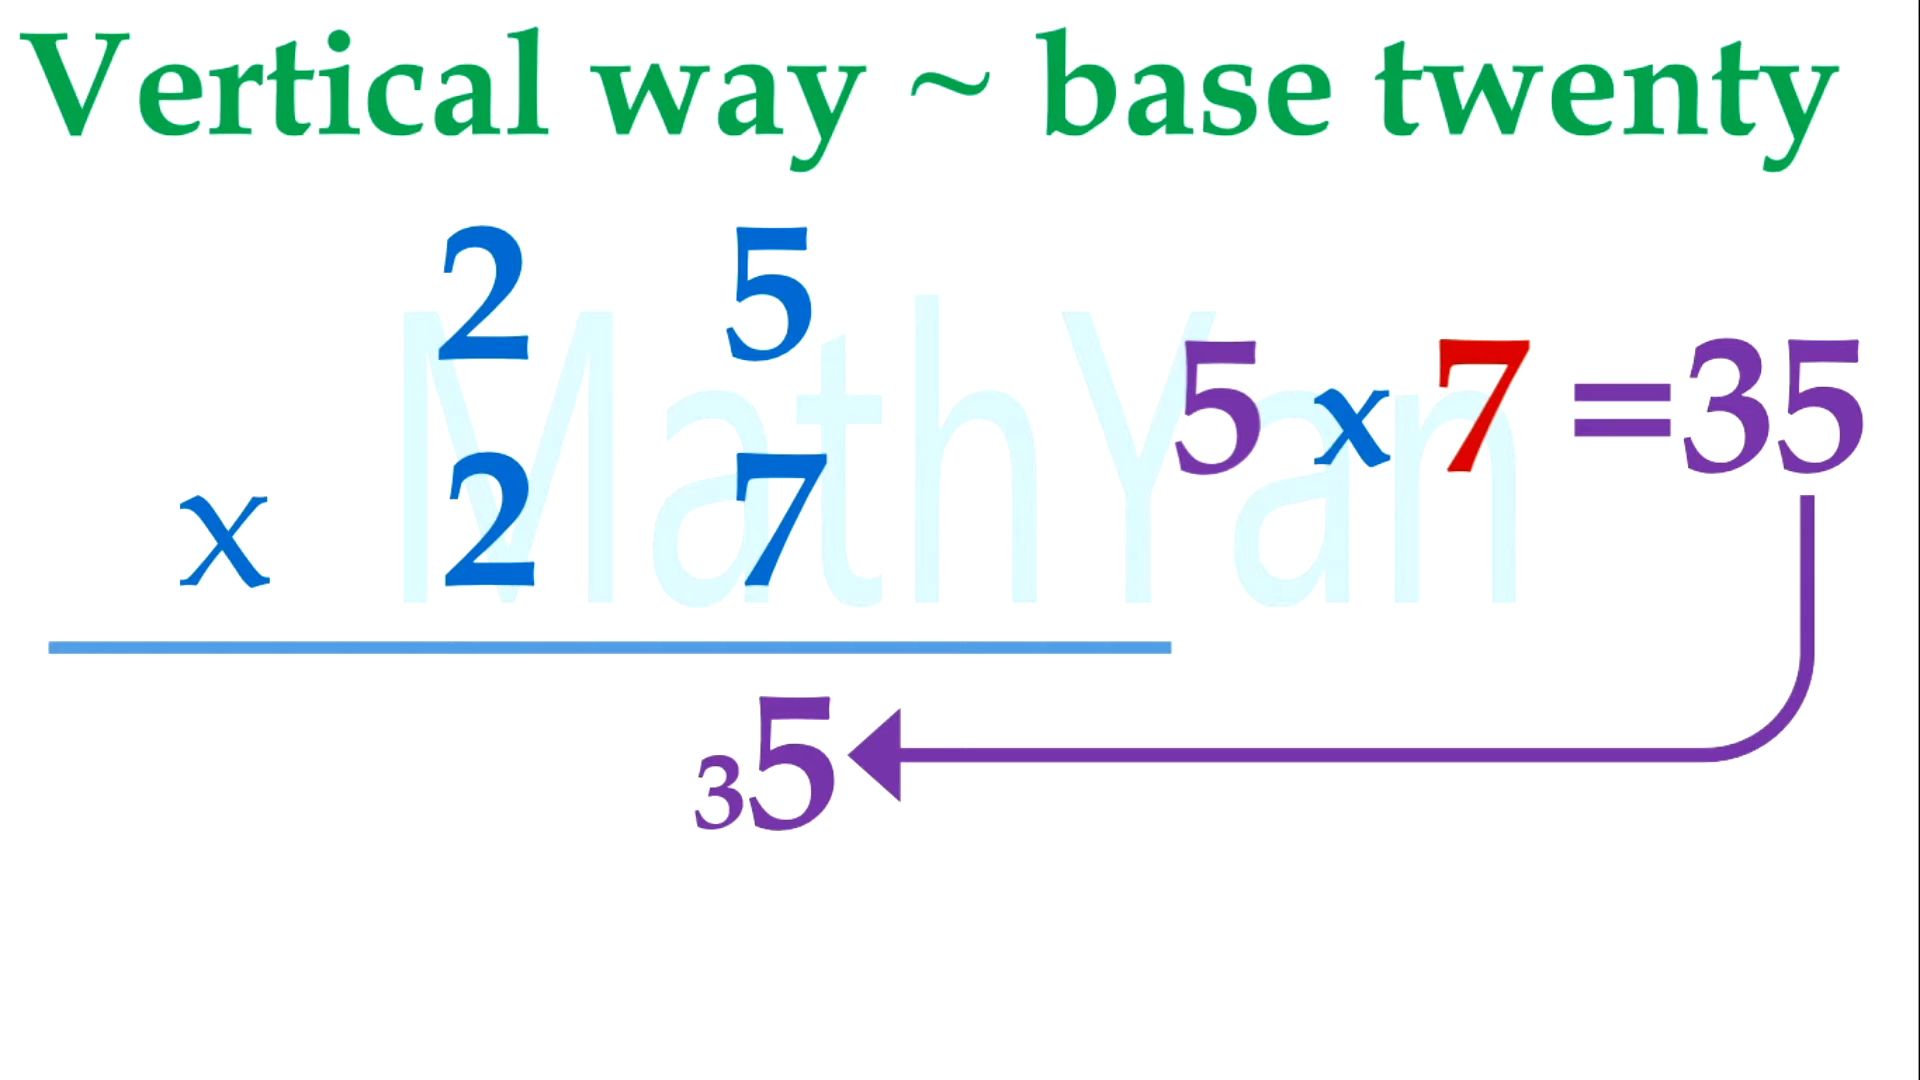 Vertical way ~ base twenty
2 5
5 x 7 =35
x 2 7
35
MathYan